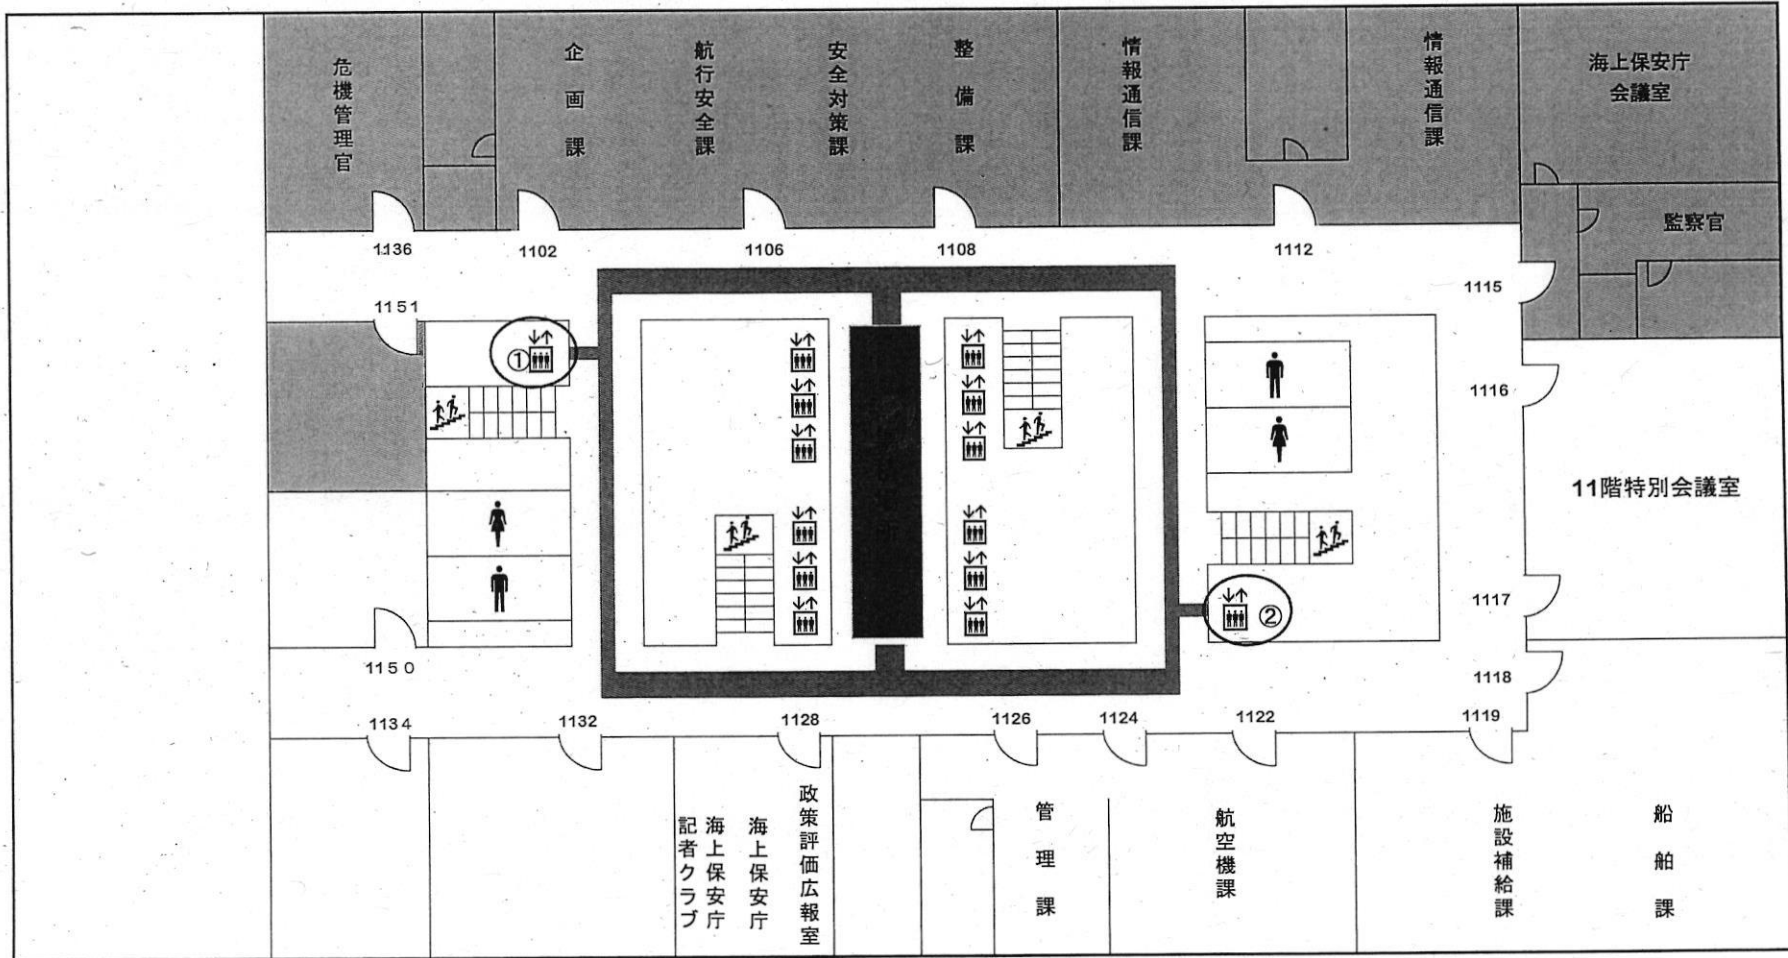 危機管理官
企画課
航行安全課
安全対策課
整備課
情報通信課
情報通信課
海上保安庁
会議室
監察官
1136
1102
1106
1108
1112
1115
1151
①
1116
11階特別会議室
1117
②
1150
1118
1134
1132
1128
1126
1124
1122
1119
記者クラブ
海上保安庁
海上保安庁
政策評価広報室
管理課
航空機課
施設補給課
船舶課